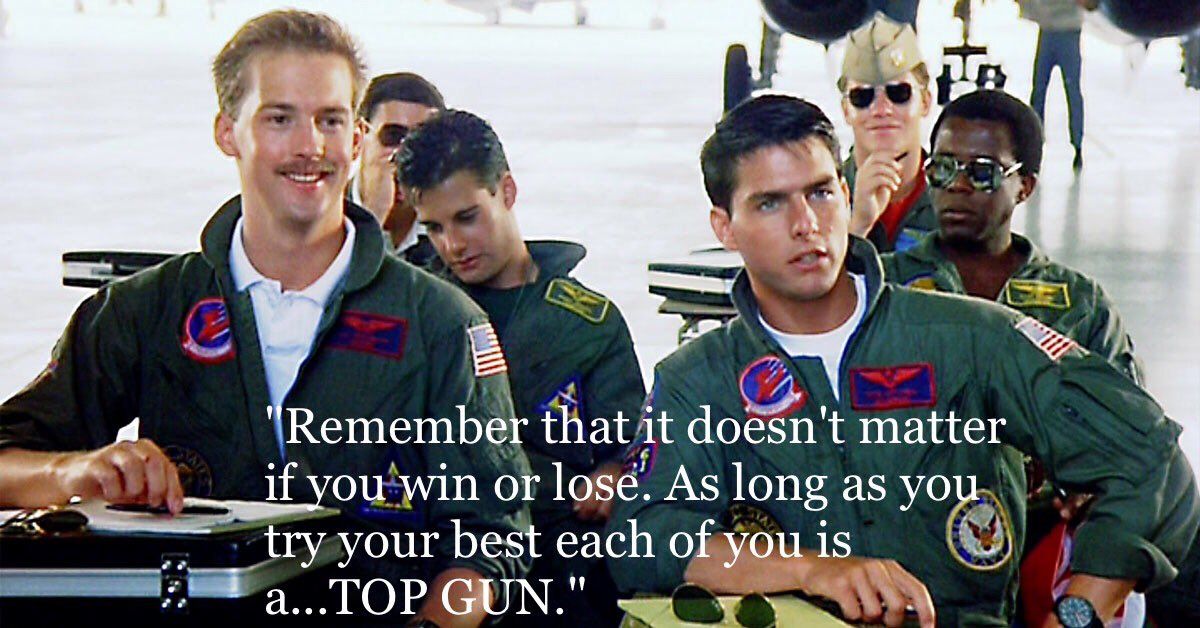 "Remember that it doesn't matter
if you win or lose. As long as you
try your best each of you is
a...TOP GUN."